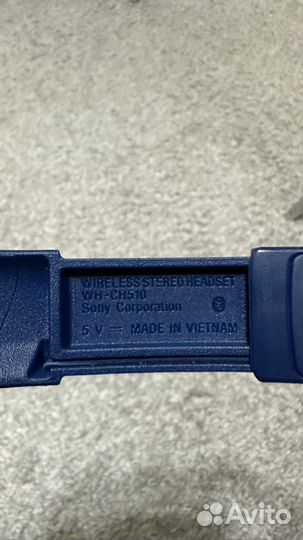 WIRELESS STEREO HEADSET
WH-CH510
Sony Corporation
5 V ⎓ MADE IN VIETNAM
Avito